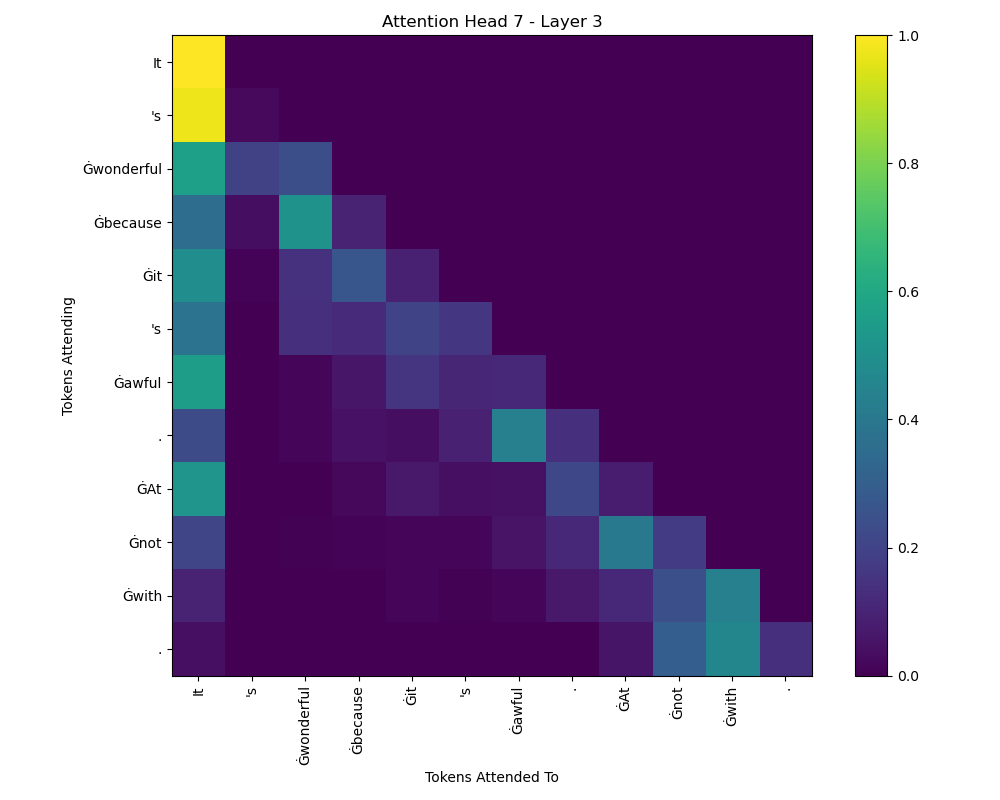 Attention Head 7 - Layer 3
It
's
Ġwonderful
Ġbecause
Ġit
's
Ġawful
.
ĠAt
Ġnot
Ġwith
.
Tokens Attending
It
's
Ġwonderful
Ġbecause
Ġit
's
Ġawful
.
ĠAt
Ġnot
Ġwith
.
Tokens Attended To
1.0
0.8
0.6
0.4
0.2
0.0